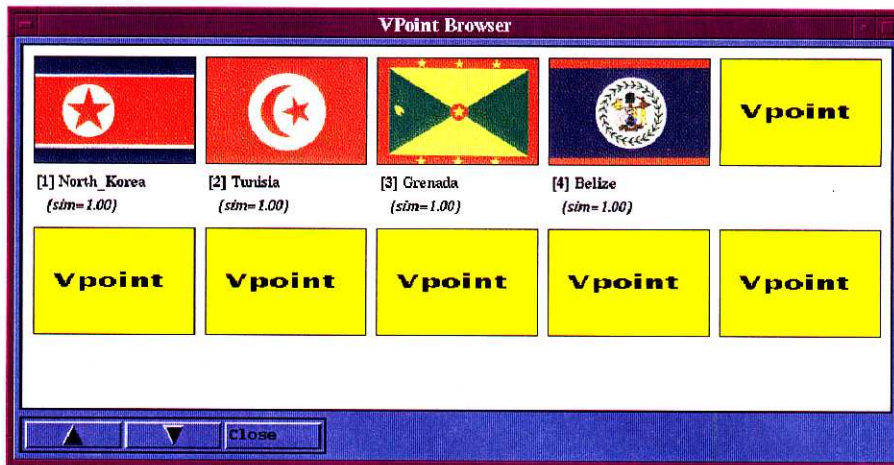 VPoint Browser
Vpoint
[1] North_Korea
[2] Tunisia
[3] Grenada
[4] Belize
(sim=1.00)
(sim=1.00)
(sim=1.00)
(sim=1.00)
Vpoint
Vpoint
Vpoint
Vpoint
Vpoint
Close